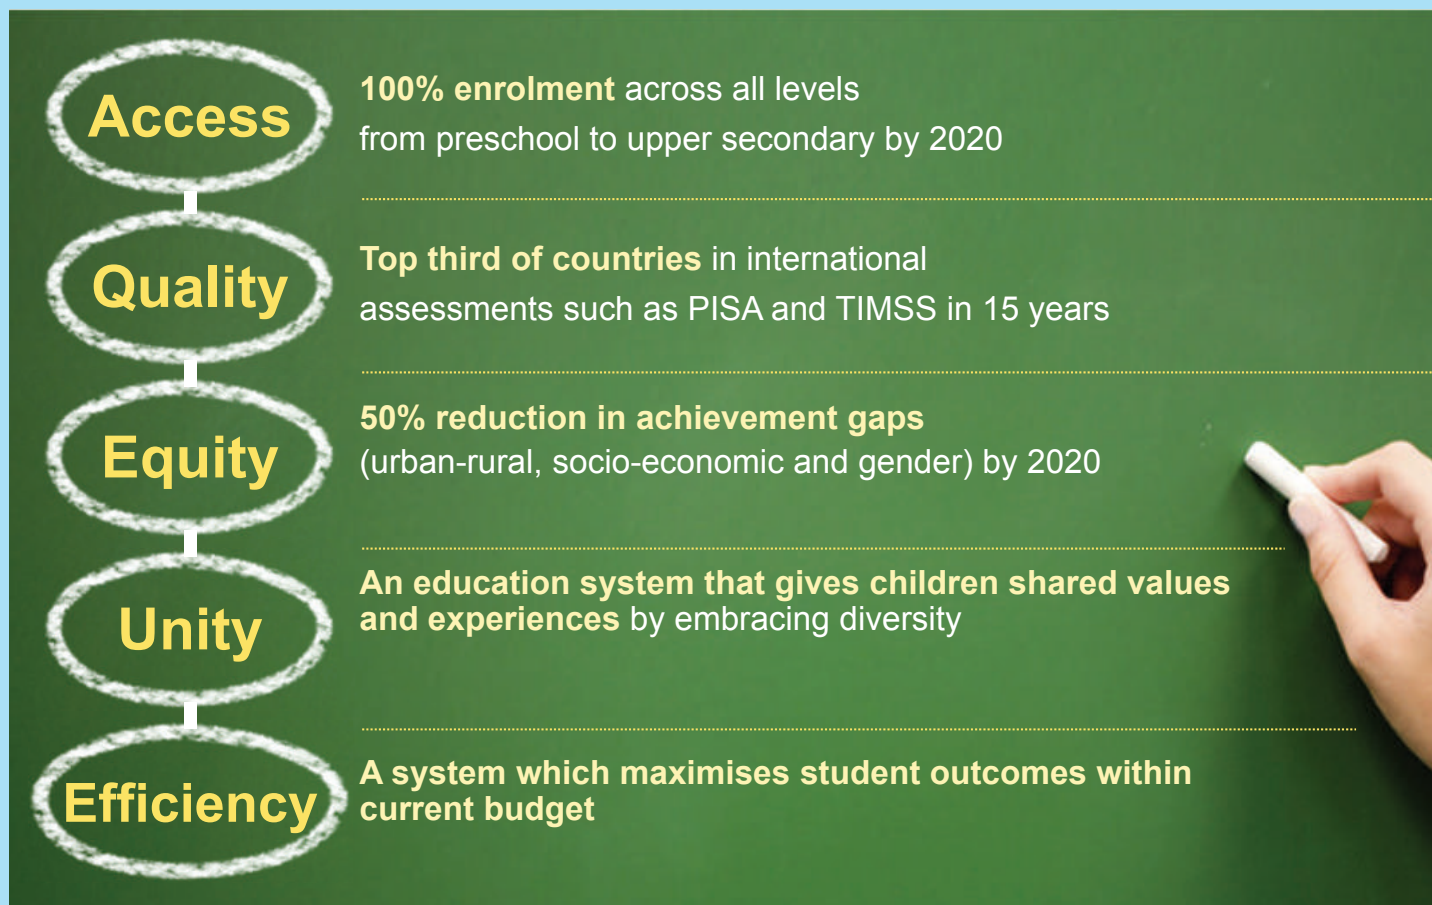 Access
100% enrolment across all levels
from preschool to upper secondary by 2020
Quality
Top third of countries in international
assessments such as PISA and TIMSS in 15 years
Equity
50% reduction in achievement gaps
(urban-rural, socio-economic and gender) by 2020
Unity
An education system that gives children shared values
and experiences by embracing diversity
Efficiency
A system which maximises student outcomes within
current budget